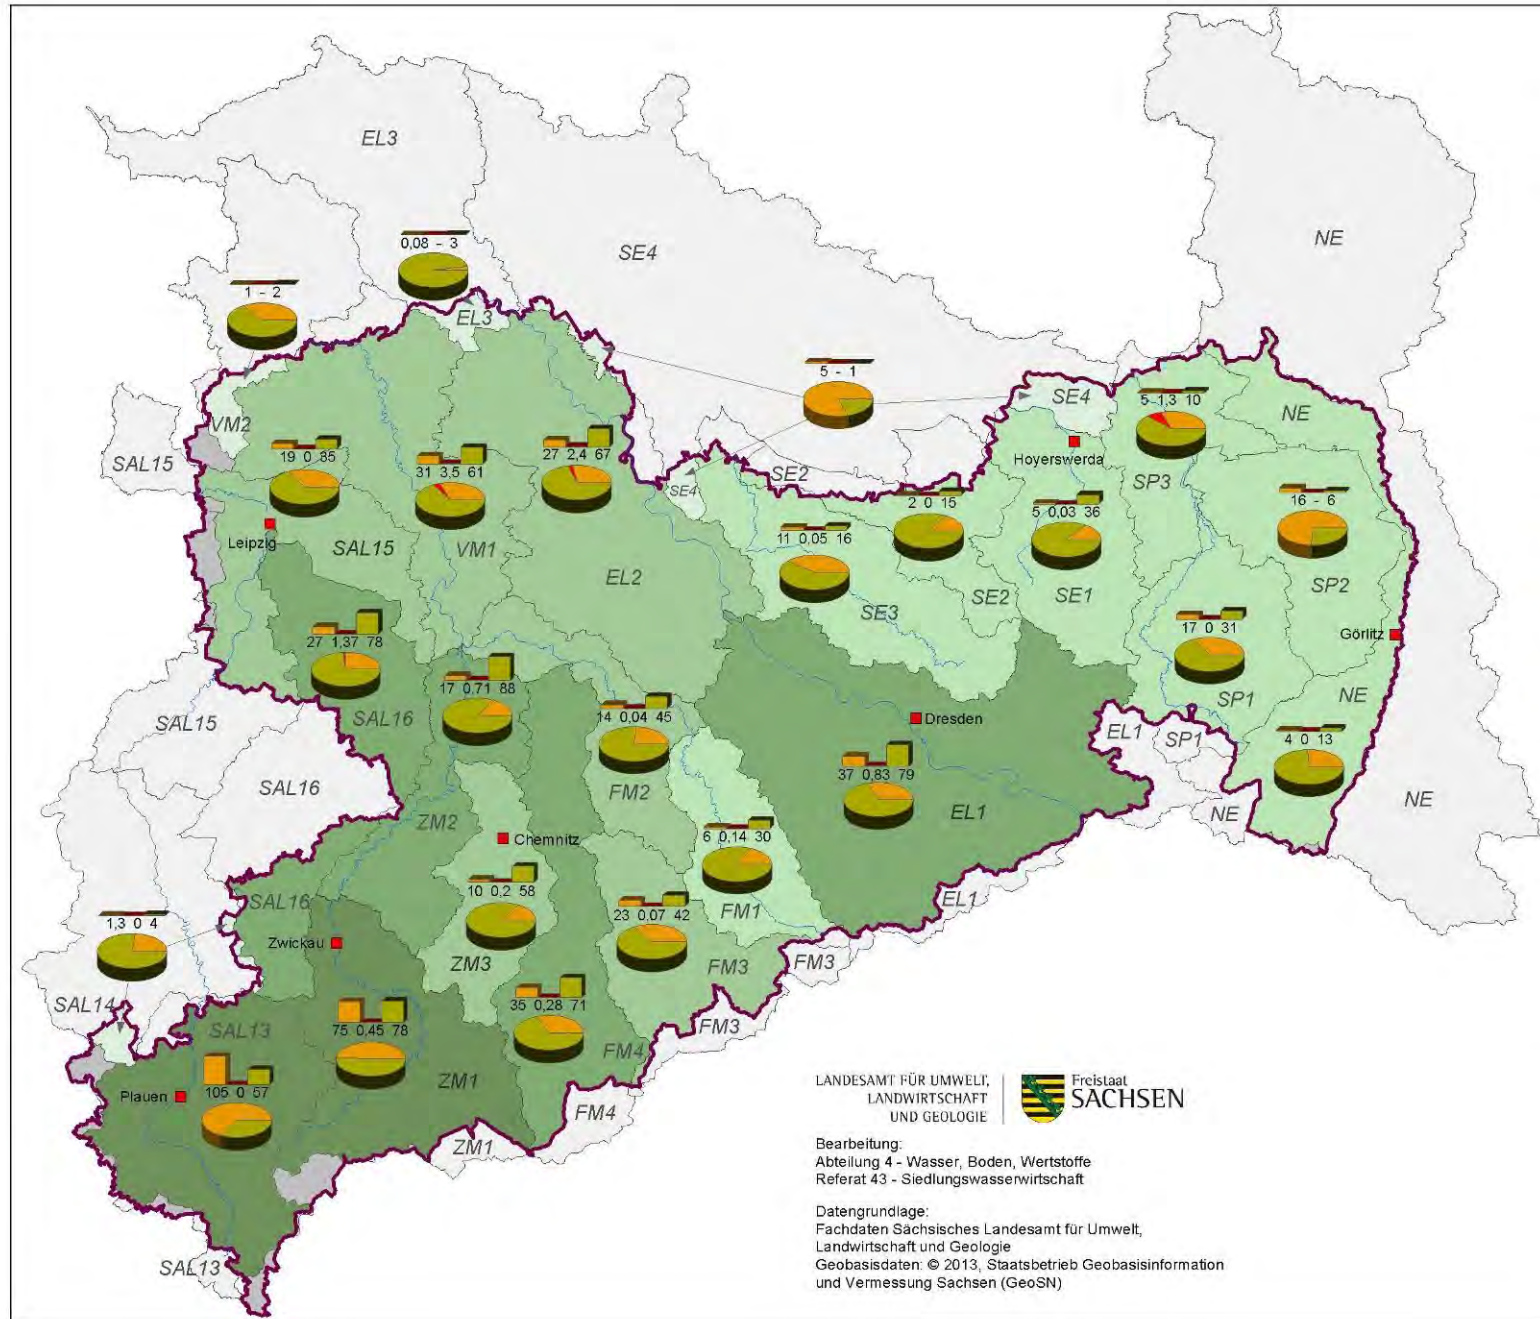 EL3
NE
SE4
0,08 - 3
1 - 2
EL3
5 - 1
SE4
5 1,3 10
NE
VM2
SAL15
19 0 85
31 3,5 61
27 2,4 67
SE2
SE4
Hoyerswerda
SP3
2 0 15
5 0,03 36
16 - 6
11 0,05 16
Leipzig
SAL15
VM1
EL2
SE3
SE2
SE1
SP2
17 0 31
Görlitz
27 1,37 78
17 0,71 88
SAL16
SP1
NE
14 0,04 45
SAL15
Dresden
EL1
SP1
4 0 13
37 0,83 79
SAL16
FM2
EL1
NE
NE
ZM2
Chemnitz
6 0,14 30
10 0,2 58
SAL16
23 0,07 42
FM1
EL1
1,3 0 4
Zwickau
ZM3
FM3
FM3
SAL14
35 0,28 71
75 0,45 78
SAL13
FM3
FM4
105 0 57
ZM1
Plauen
FM4
ZM1
SAL13
LANDESAMT FÜR UMWELT,
LANDWIRTSCHAFT
UND GEOLOGIE
Freistaat
SACHSEN
Bearbeitung:
Abteilung 4 - Wasser, Boden, Wertstoffe
Referat 43 - Siedlungswasserwirtschaft
Datengrundlage:
Fachdaten Sächsisches Landesamt für Umwelt,
Landwirtschaft und Geologie
Geobasisdaten: © 2013, Staatsbetrieb Geobasisinformation
und Vermessung Sachsen (GeoSN)